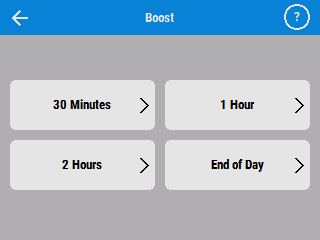 Boost
?
30 Minutes
1 Hour
2 Hours
End of Day